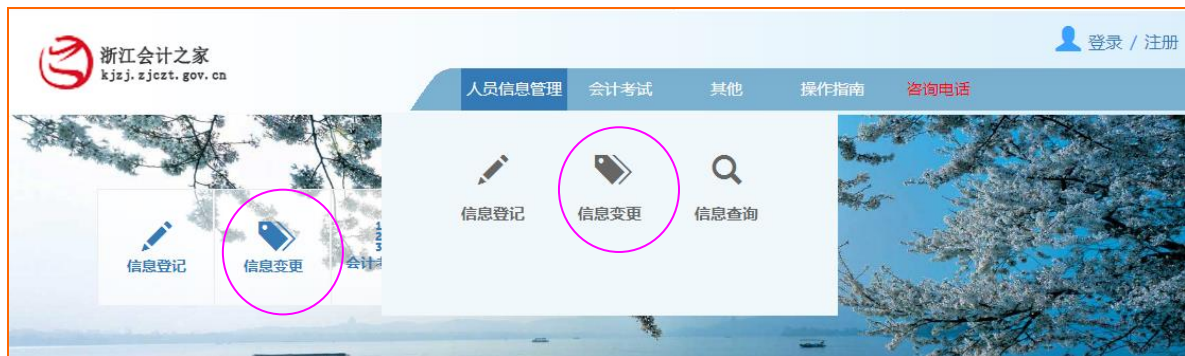 登录 / 注册
浙江会计之家
kjzj.zjczt.gov.cn
人员信息管理 会计考试 其他 操作指南 咨询电话
信息登记 信息变更 信息查询
信息登记 信息变更 会计